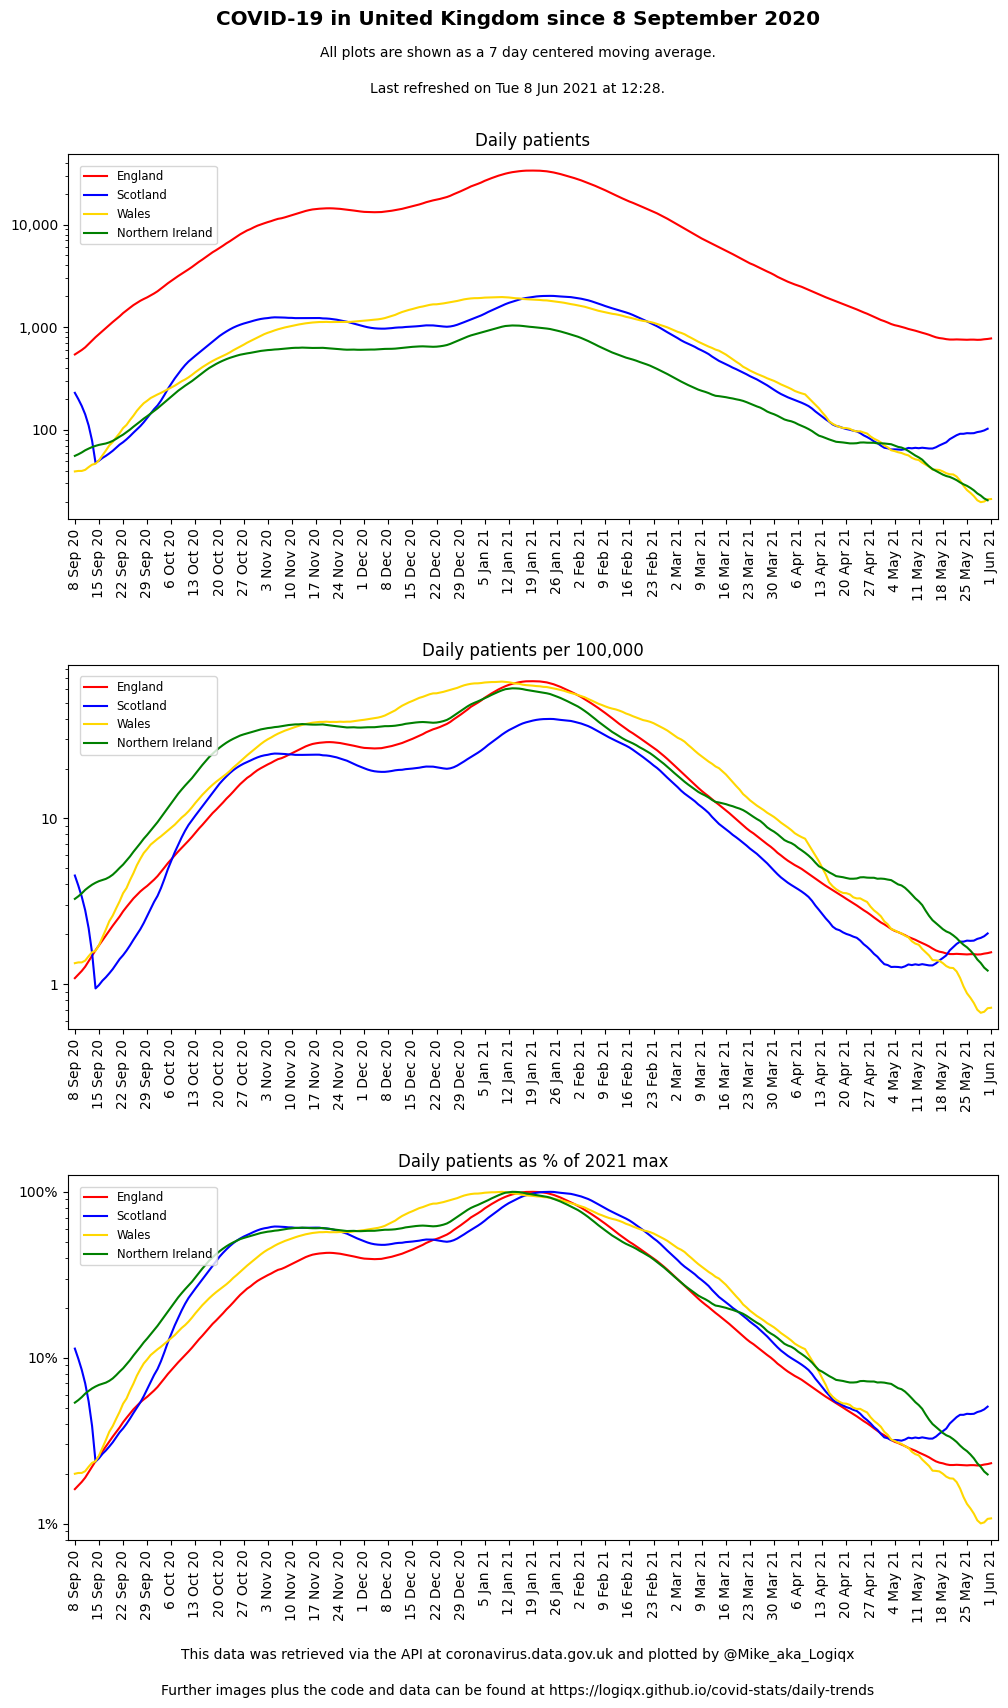 COVID-19 in United Kingdom since 8 September 2020
All plots are shown as a 7 day centered moving average.
Last refreshed on Tue 8 Jun 2021 at 12:28.
Daily patients
England
Scotland
Wales
Northern Ireland
10,000
1,000
100
8 Sep 20
15 Sep 20
22 Sep 20
29 Sep 20
6 Oct 20
13 Oct 20
20 Oct 20
27 Oct 20
3 Nov 20
10 Nov 20
17 Nov 20
24 Nov 20
1 Dec 20
8 Dec 20
15 Dec 20
22 Dec 20
29 Dec 20
5 Jan 21
12 Jan 21
19 Jan 21
26 Jan 21
2 Feb 21
9 Feb 21
16 Feb 21
23 Feb 21
2 Mar 21
9 Mar 21
16 Mar 21
23 Mar 21
30 Mar 21
6 Apr 21
13 Apr 21
20 Apr 21
27 Apr 21
4 May 21
11 May 21
18 May 21
25 May 21
1 Jun 21
Daily patients per 100,000
England
Scotland
Wales
Northern Ireland
10
1
8 Sep 20
15 Sep 20
22 Sep 20
29 Sep 20
6 Oct 20
13 Oct 20
20 Oct 20
27 Oct 20
3 Nov 20
10 Nov 20
17 Nov 20
24 Nov 20
1 Dec 20
8 Dec 20
15 Dec 20
22 Dec 20
29 Dec 20
5 Jan 21
12 Jan 21
19 Jan 21
26 Jan 21
2 Feb 21
9 Feb 21
16 Feb 21
23 Feb 21
2 Mar 21
9 Mar 21
16 Mar 21
23 Mar 21
30 Mar 21
6 Apr 21
13 Apr 21
20 Apr 21
27 Apr 21
4 May 21
11 May 21
18 May 21
25 May 21
1 Jun 21
Daily patients as % of 2021 max
England
Scotland
Wales
Northern Ireland
100%
10%
1%
8 Sep 20
15 Sep 20
22 Sep 20
29 Sep 20
6 Oct 20
13 Oct 20
20 Oct 20
27 Oct 20
3 Nov 20
10 Nov 20
17 Nov 20
24 Nov 20
1 Dec 20
8 Dec 20
15 Dec 20
22 Dec 20
29 Dec 20
5 Jan 21
12 Jan 21
19 Jan 21
26 Jan 21
2 Feb 21
9 Feb 21
16 Feb 21
23 Feb 21
2 Mar 21
9 Mar 21
16 Mar 21
23 Mar 21
30 Mar 21
6 Apr 21
13 Apr 21
20 Apr 21
27 Apr 21
4 May 21
11 May 21
18 May 21
25 May 21
1 Jun 21
This data was retrieved via the API at coronavirus.data.gov.uk and plotted by @Mike_aka_Logiqx
Further images plus the code and data can be found at https://logiqx.github.io/covid-stats/daily-trends